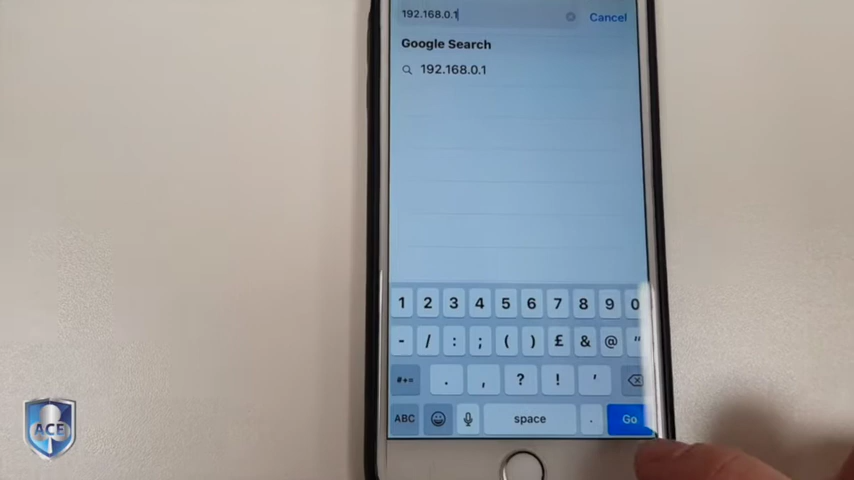 192.168.0.1
Cancel
Google Search
192.168.0.1
1 2 3 4 5 6 7 8 9 0
- / : ; ( ) £ & @ "
#+= . , ? ! '
ABC space . Go
ACE